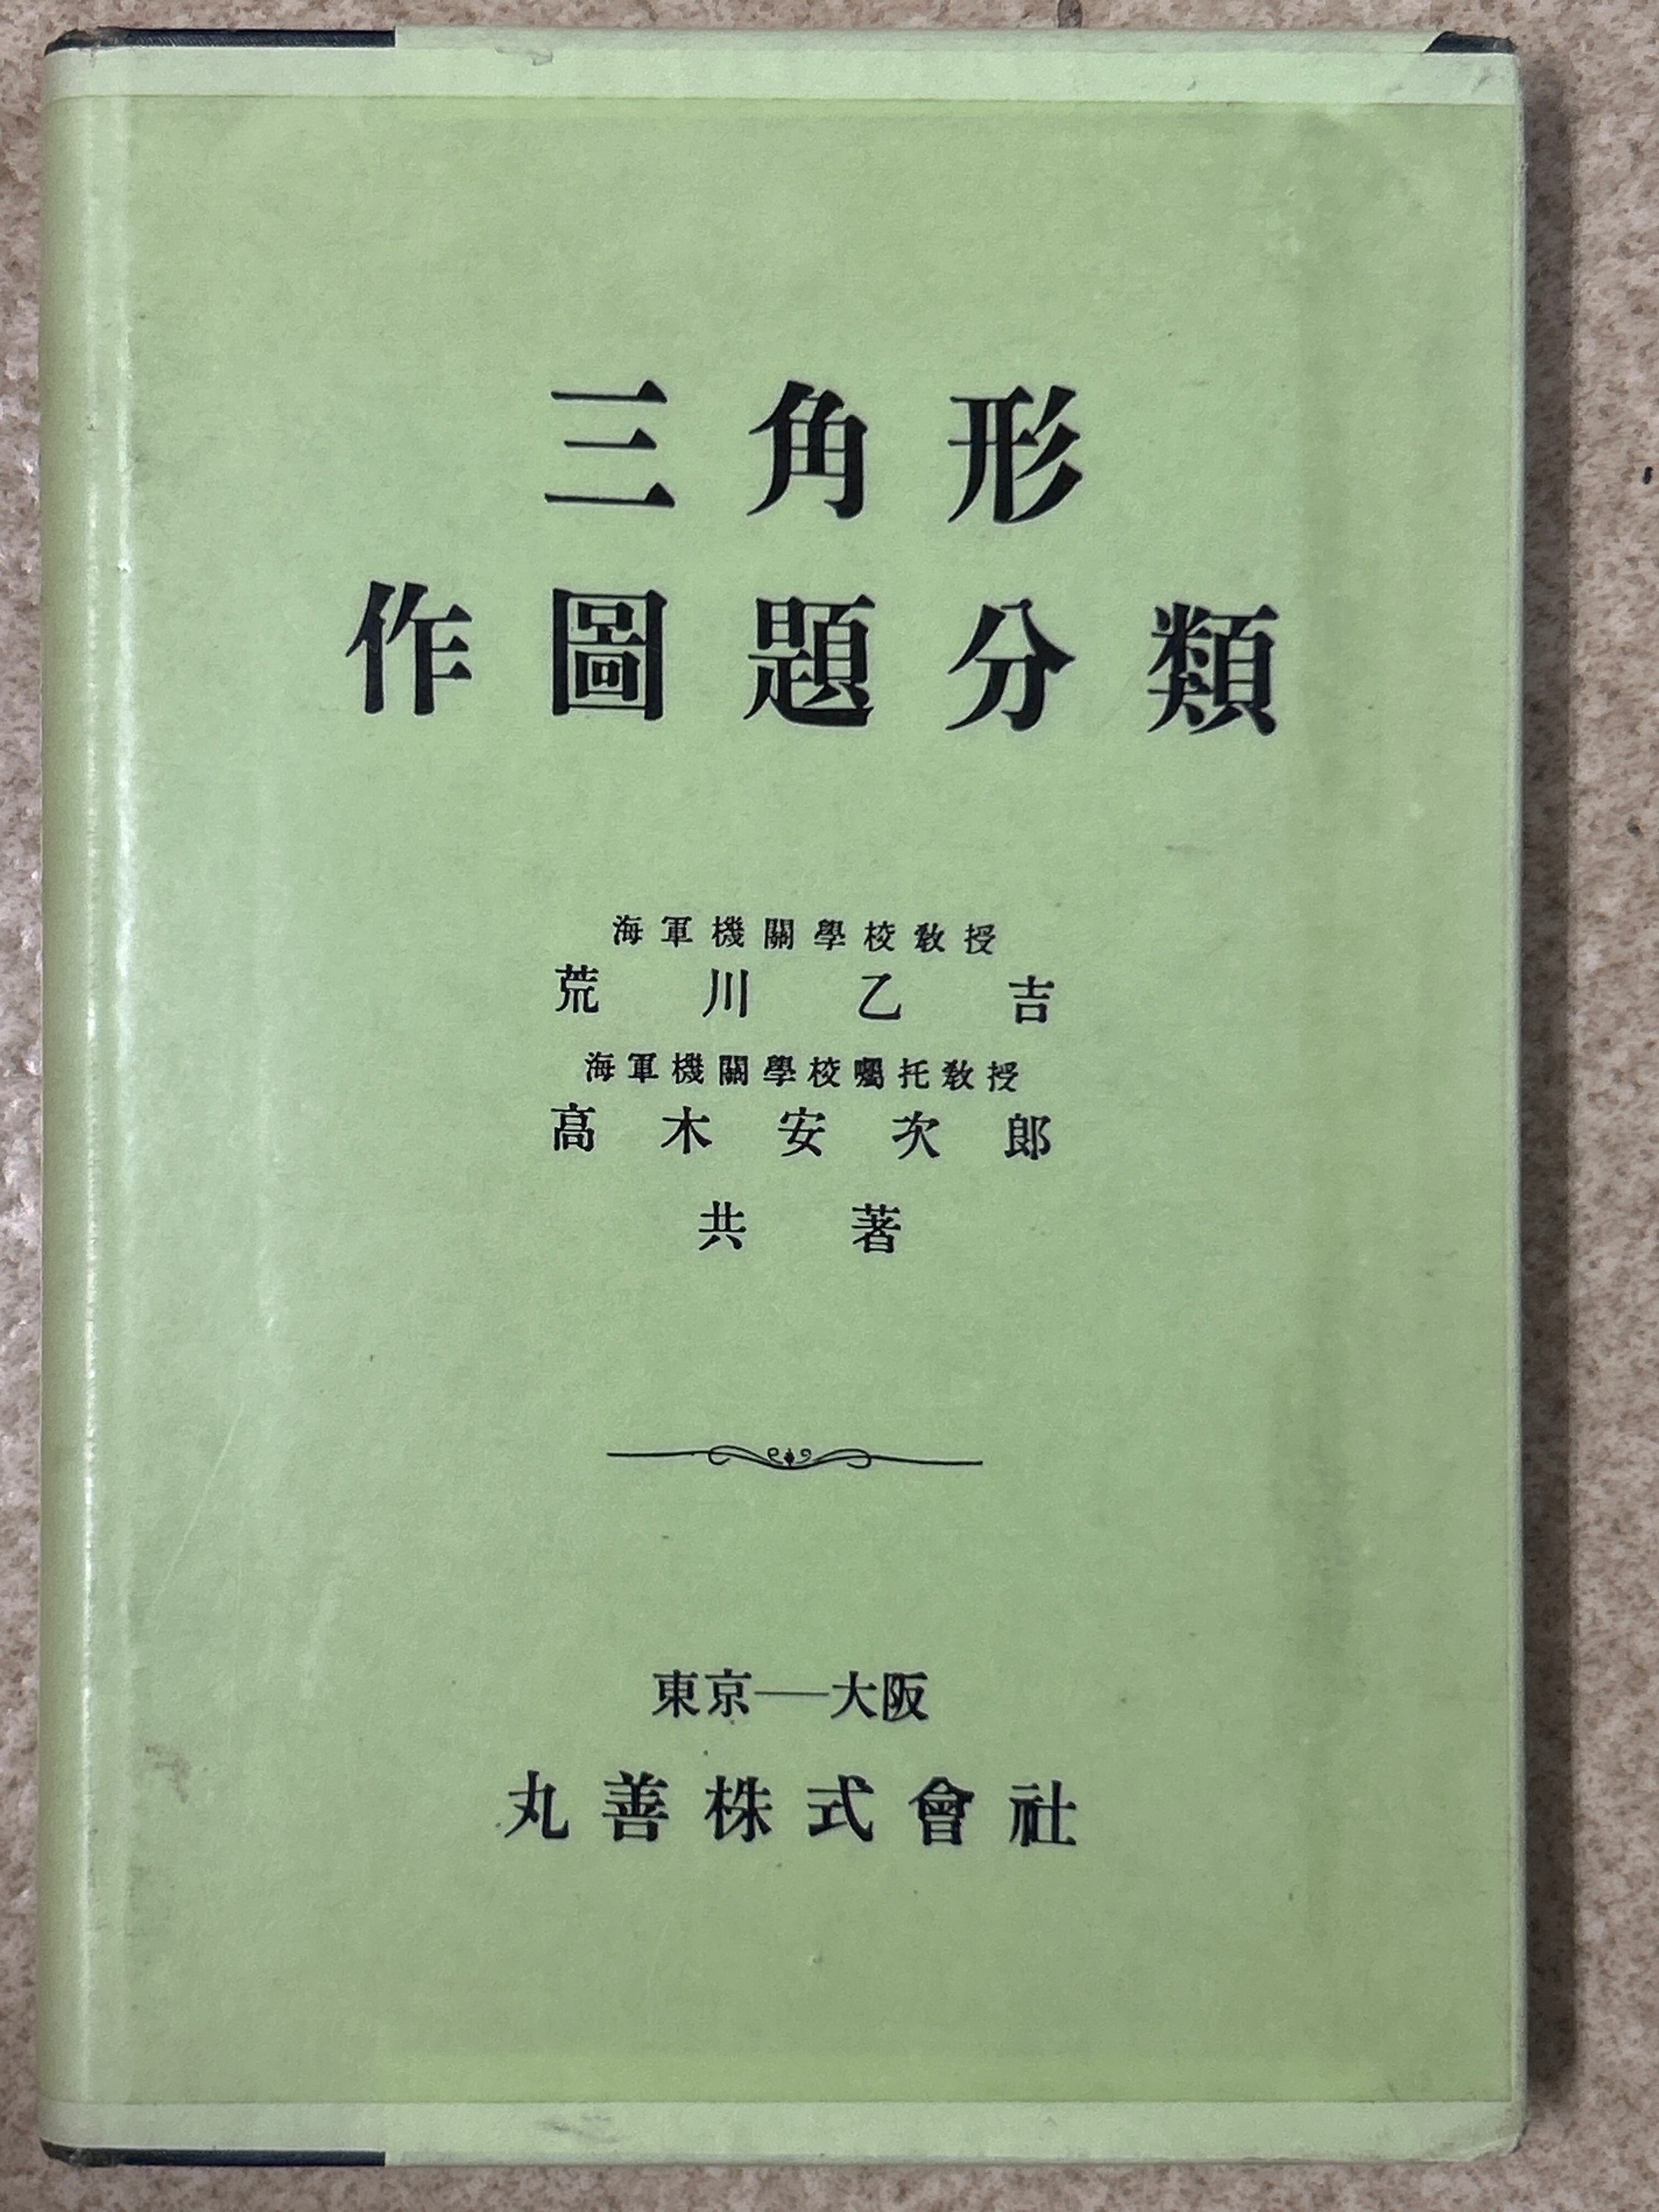 三角形
作圖題分類
海軍機關學校教授
荒川乙吉
海軍機關學校囑托教授
高木安次郎
共著
東京—大阪
丸善株式會社